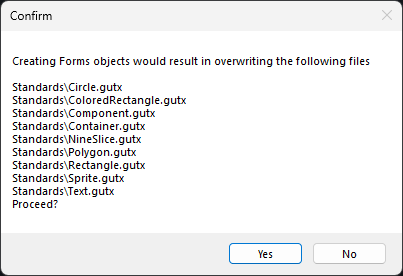 Confirm
Creating Forms objects would result in overwriting the following files
Standards\Circle.gutx
Standards\ColoredRectangle.gutx
Standards\Component.gutx
Standards\Container.gutx
Standards\NineSlice.gutx
Standards\Polygon.gutx
Standards\Rectangle.gutx
Standards\Sprite.gutx
Standards\Text.gutx
Proceed?
Yes
No